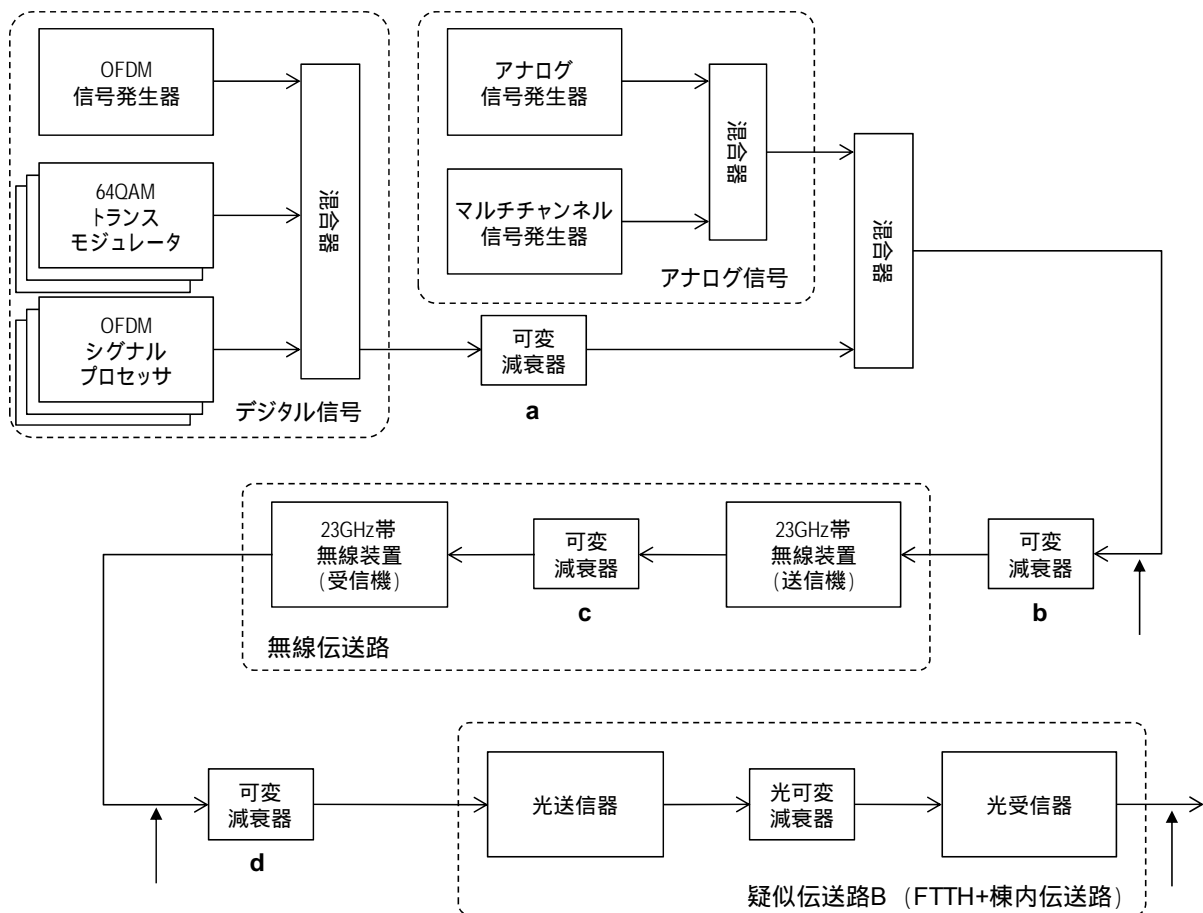 OFDM
信号発生器
64QAM
トランス
モジュレータ
OFDM
シグナル
プロセッサ
混合器
デジタル信号
可変
減衰器
a
アナログ
信号発生器
マルチチャンネル
信号発生器
混合器
アナログ信号
混合器
可変
減衰器
b
23GHz帯
無線装置
(送信機)
可変
減衰器
c
23GHz帯
無線装置
(受信機)
無線伝送路
可変
減衰器
d
光送信器
光可変
減衰器
光受信器
疑似伝送路B (FTTH+棟内伝送路)